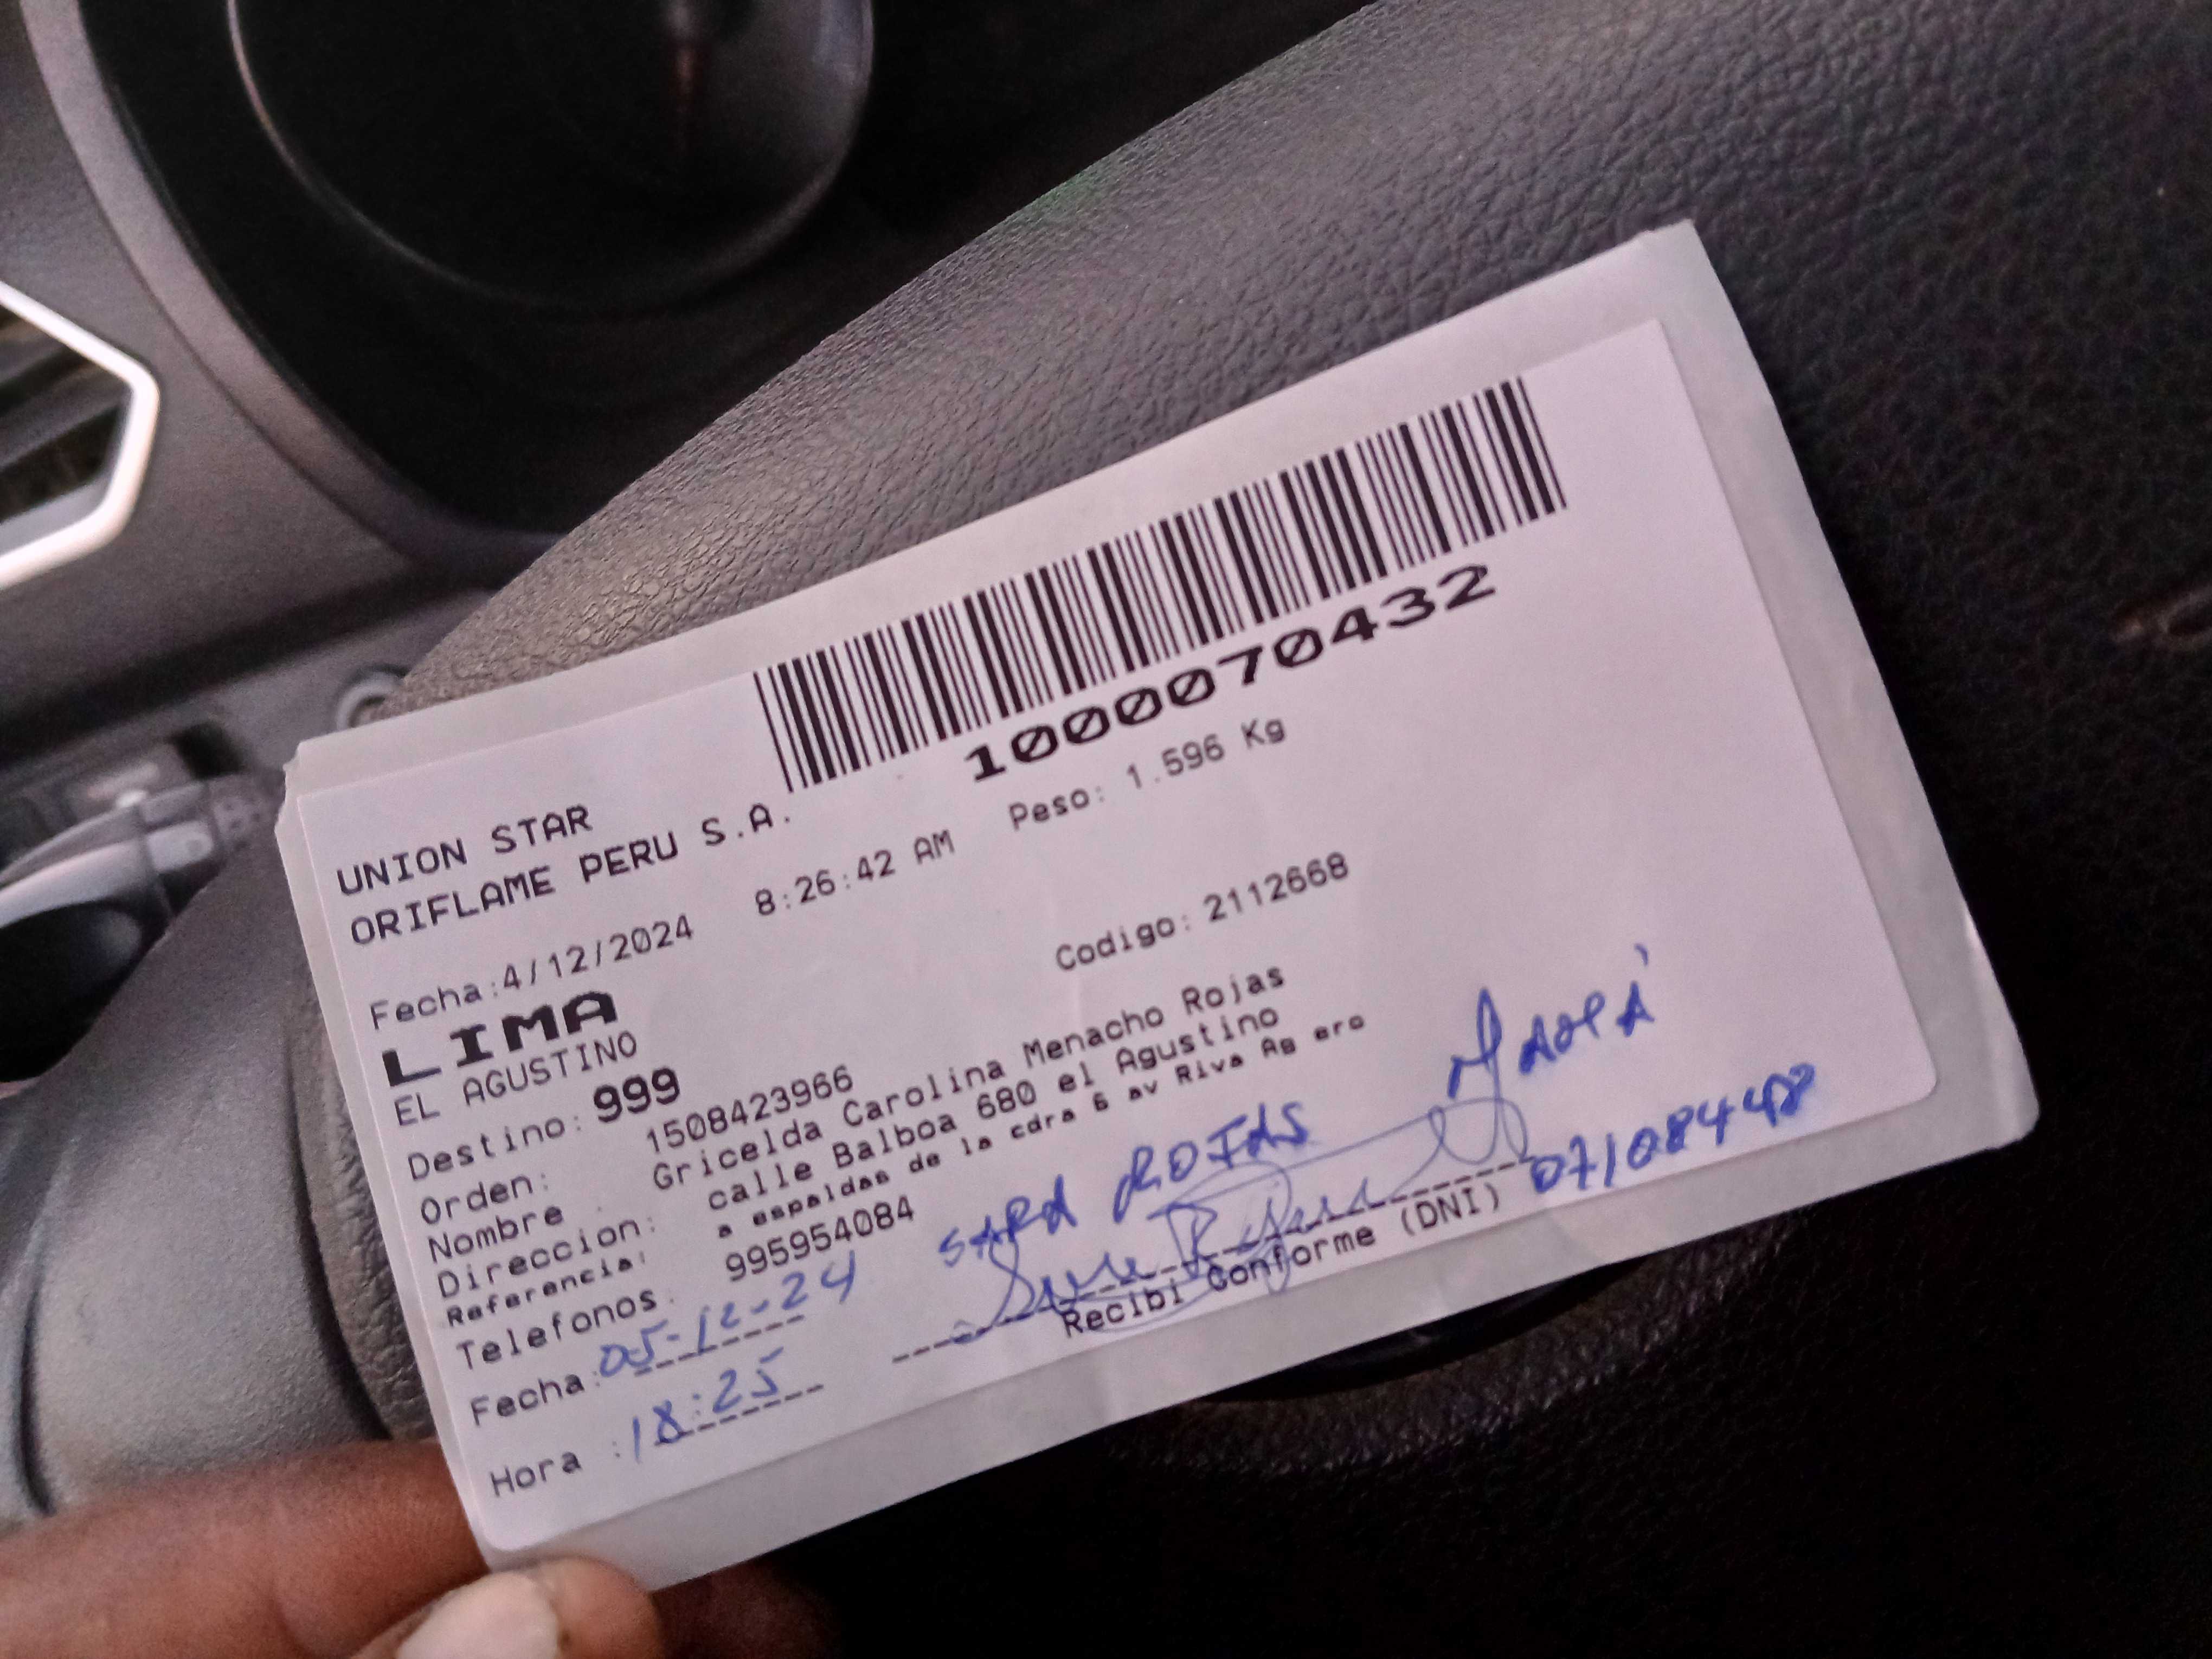 1000070432
UNION STAR
ORIFLAME PERU S.A.
Fecha:4/12/2024 8:26:42 AM Peso: 1.596 Kg
LIMA
EL AGUSTINO
Destino: 999 Codigo: 2112668
Orden: 1508423966
Nombre : Gricelda Carolina Menacho Rojas
Direccion: calle Balboa 680 el Agustino
Referencia: a espaldas de la cdra 6 av Riva Ag ero
Telefonos: 995954084
SARA ROJAS MAMÁ
Fecha:05-12-24
Recibi Conforme (DNI)
Hora :18:25